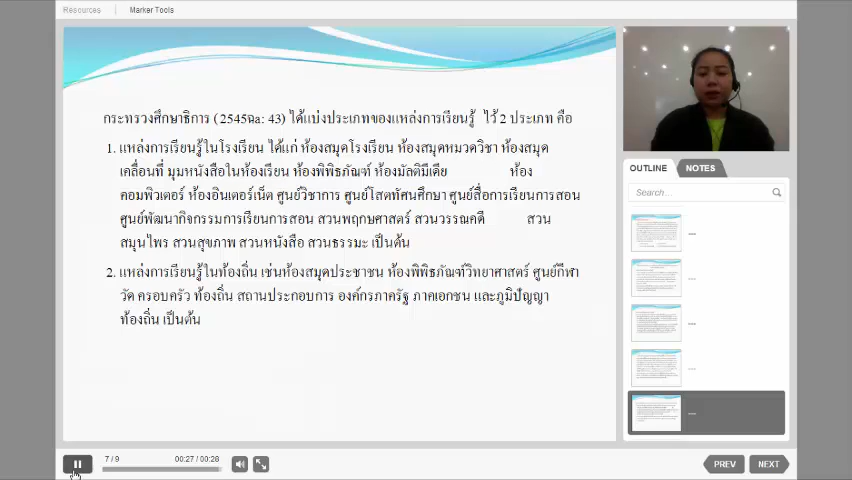 Resources
Marker Tools
กระทรวงศึกษาธิการ (2545ฉล: 43) ได้แบ่งประเภทของแหล่งการเรียนรู้ ไว้ 2 ประเภท คือ
1. แหล่งการเรียนรู้ในโรงเรียน ได้แก่ ห้องสมุดโรงเรียน ห้องสมุดหมวดวิชา ห้องสมุด
เคลื่อนที่ มุมหนังสือในห้องเรียน ห้องพิพิธภัณฑ์ ห้องมัลติมีเดีย ห้อง
คอมพิวเตอร์ ห้องอินเตอร์เน็ต ศูนย์วิชาการ ศูนย์โสตทัศนศึกษา ศูนย์สื่อการเรียนการสอน
ศูนย์พัฒนากิจกรรมการเรียนการสอน สวนพฤกษศาสตร์ สวนวรรณคดี สวน
สมุนไพร สวนสุขภาพ สวนหนังสือ สวนธรรมะ เป็นต้น
2. แหล่งการเรียนรู้ในท้องถิ่น เช่นห้องสมุดประชาชน ห้องพิพิธภัณฑ์วิทยาศาสตร์ ศูนย์กีฬา
วัด ครอบครัว ท้องถิ่น สถานประกอบการ องค์กรภาครัฐ ภาคเอกชน และภูมิปัญญา
ท้องถิ่น เป็นต้น
OUTLINE
NOTES
Search...
7 / 9
00:27 / 00:28
PREV
NEXT